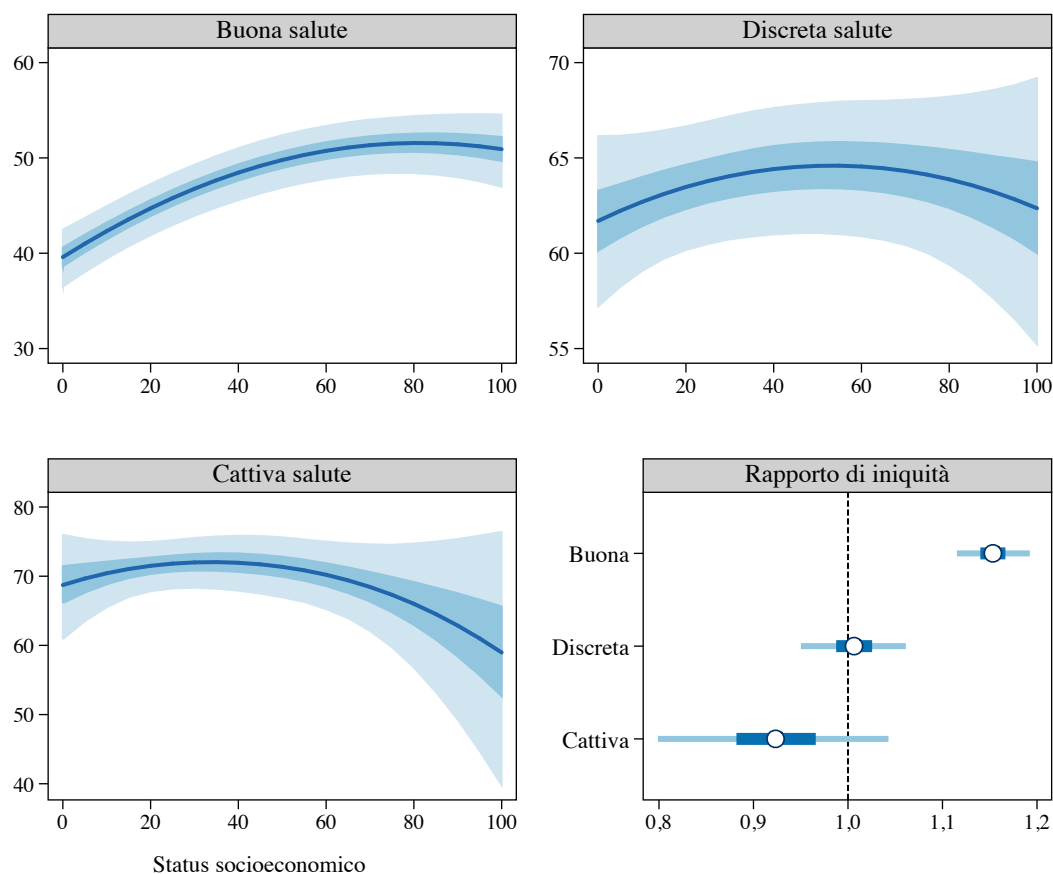 Buona salute
60
50
40
30
0 20 40 60 80 100
Discreta salute
70
65
60
55
0 20 40 60 80 100
Cattiva salute
80
70
60
50
40
0 20 40 60 80 100
Status socioeconomico
Rapporto di iniquità
Buona
Discreta
Cattiva
0,8 0,9 1,0 1,1 1,2